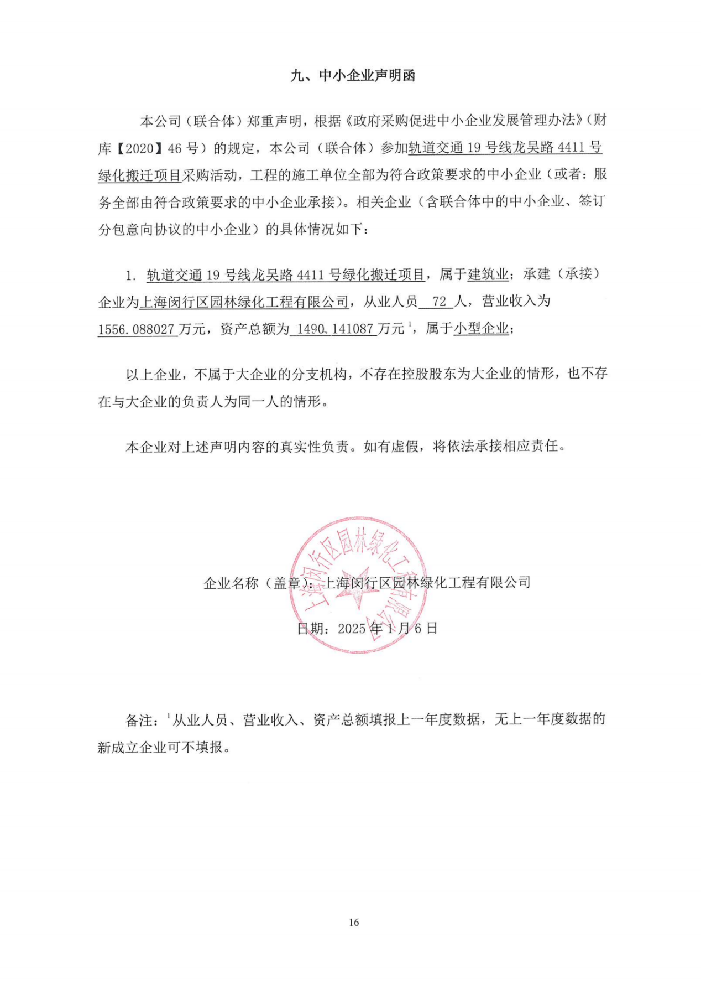 九、中小企业声明函
本公司（联合体）郑重声明，根据《政府采购促进中小企业发展管理办法》（财
库【2020】46 号）的规定，本公司（联合体）参加轨道交通 19 号线龙吴路 4411 号
绿化搬迁项目采购活动，工程的施工单位全部为符合政策要求的中小企业（或者：服
务全部由符合政策要求的中小企业承接）。相关企业（含联合体中的中小企业、签订
分包意向协议的中小企业）的具体情况如下：
1. 轨道交通 19 号线龙吴路 4411 号绿化搬迁项目，属于建筑业；承建（承接）
企业为上海闵行区园林绿化工程有限公司，从业人员 72 人，营业收入为
1556.088027 万元，资产总额为 1490.141087 万元¹，属于小型企业；
以上企业，不属于大企业的分支机构，不存在控股股东为大企业的情形，也不存
在与大企业的负责人为同一人的情形。
本企业对上述声明内容的真实性负责。如有虚假，将依法承接相应责任。
上海闵行区园林绿化工程有限公司
企业名称（盖章）：上海闵行区园林绿化工程有限公司
日期：2025 年 1 月 6 日
备注：¹从业人员、营业收入、资产总额填报上一年度数据，无上一年度数据的
新成立企业可不填报。
16